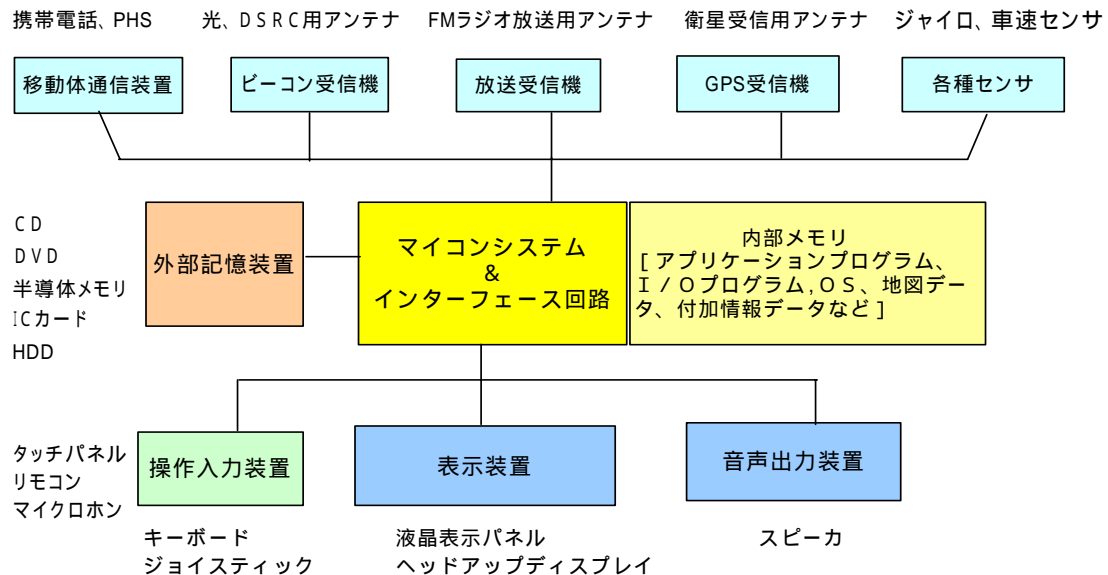 携帯電話、PHS
光、DSRC用アンテナ
FMラジオ放送用アンテナ
衛星受信用アンテナ
ジャイロ、車速センサ
移動体通信装置
ビーコン受信機
放送受信機
GPS受信機
各種センサ
CD
DVD
半導体メモリ
ICカード
HDD
外部記憶装置
マイコンシステム
&
インターフェース回路
内部メモリ
[アプリケーションプログラム、
I/Oプログラム,OS、地図デー
タ、付加情報データなど]
タッチパネル
リモコン
マイクロホン
操作入力装置
表示装置
音声出力装置
キーボード
ジョイスティック
液晶表示パネル
ヘッドアップディスプレイ
スピーカ